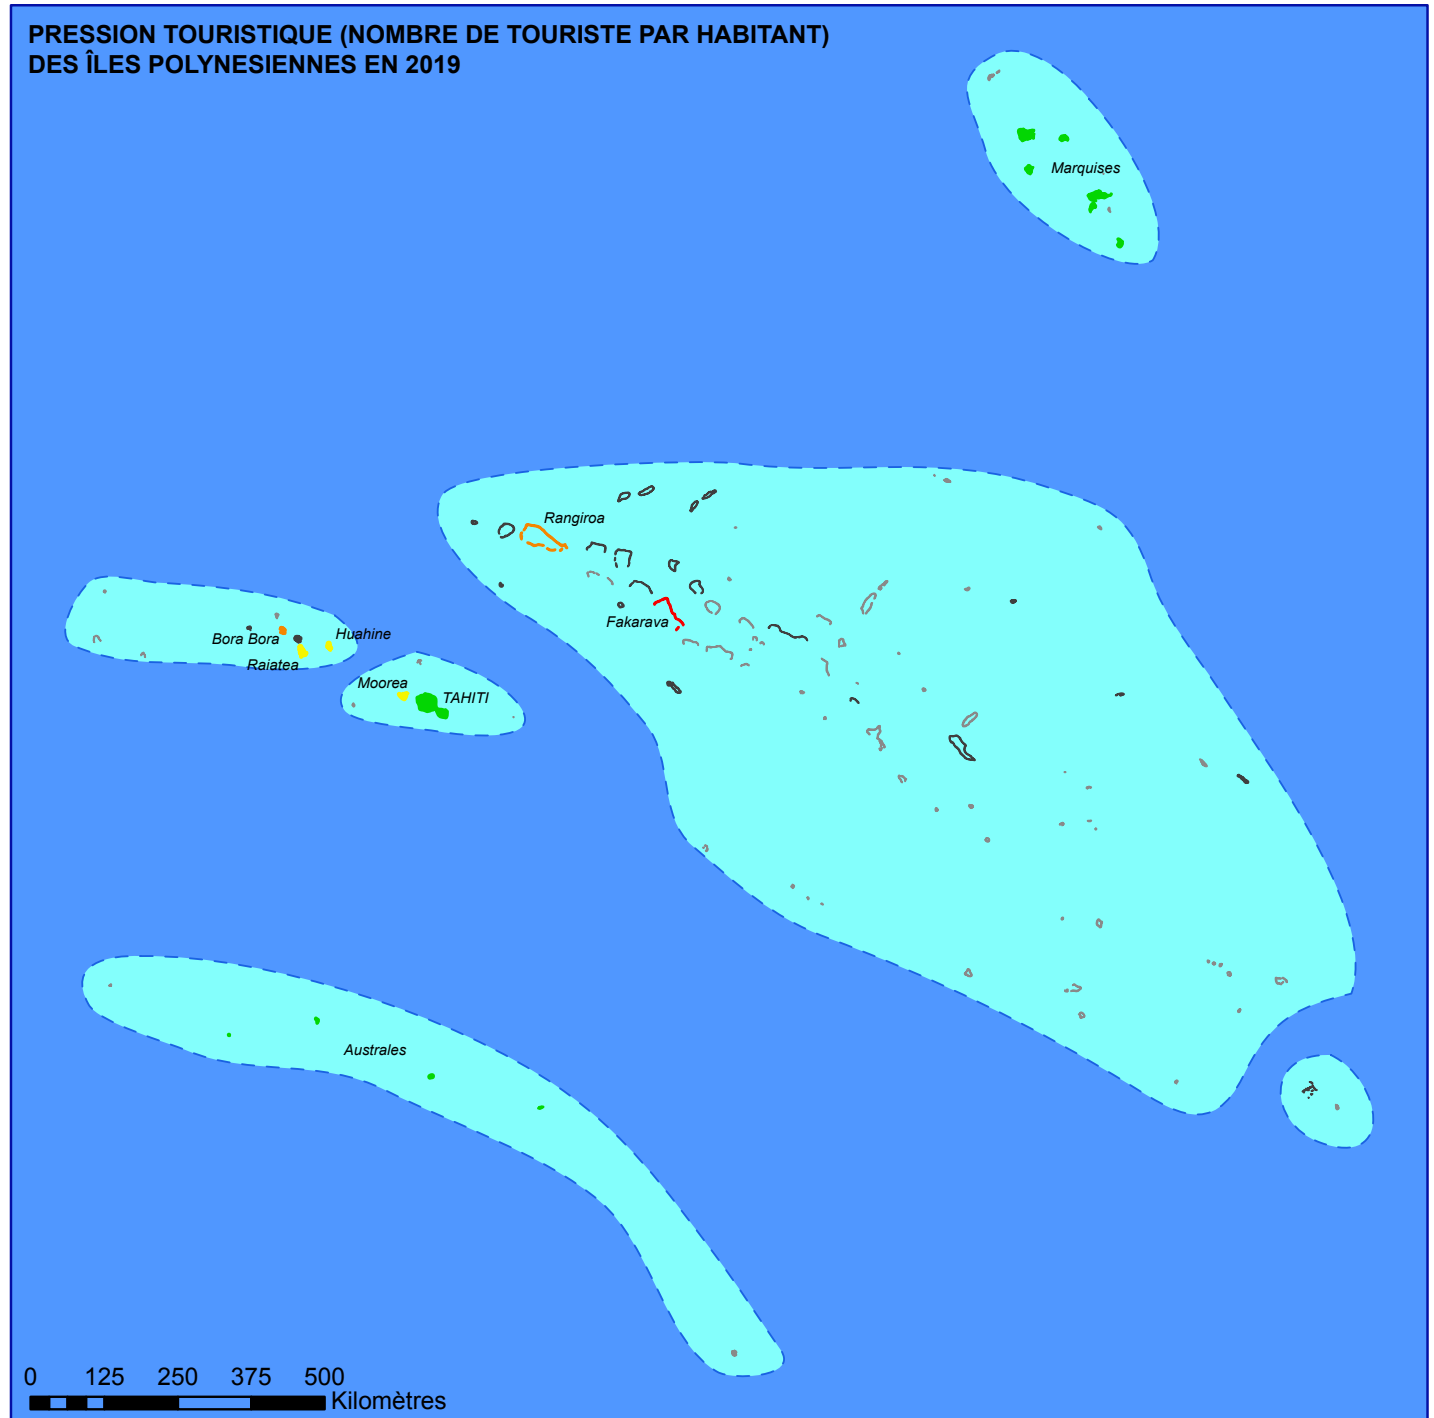 PRESSION TOURISTIQUE (NOMBRE DE TOURISTE PAR HABITANT)
DES ÎLES POLYNESIENNES EN 2019
Marquises
Rangiroa
Fakarava
Bora Bora
Huahine
Raiatea
Moorea
TAHITI
Australes
0 125 250 375 500
Kilomètres